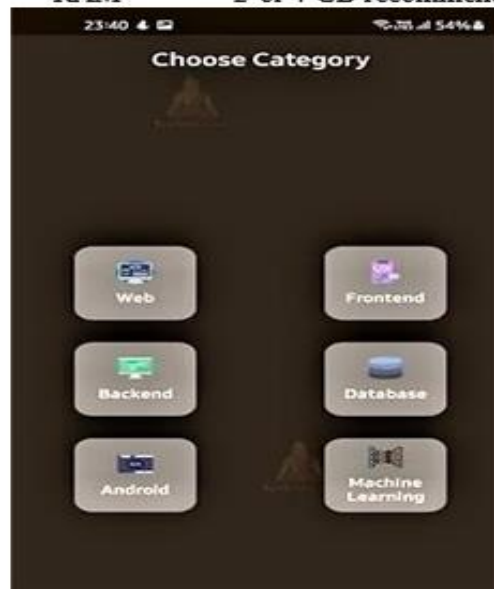 23:40 54%
Choose Category
Web
Frontend
Backend
Database
Android
Machine
Learning